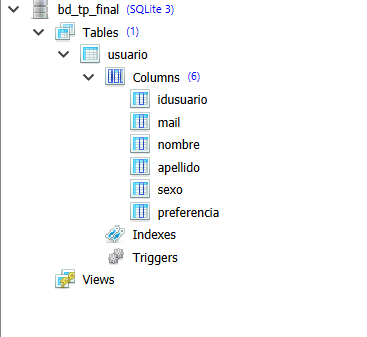 bd_tp_final (SQLite 3)
Tables (1)
usuario
Columns (6)
idusuario
mail
nombre
apellido
sexo
preferencia
Indexes
Triggers
Views